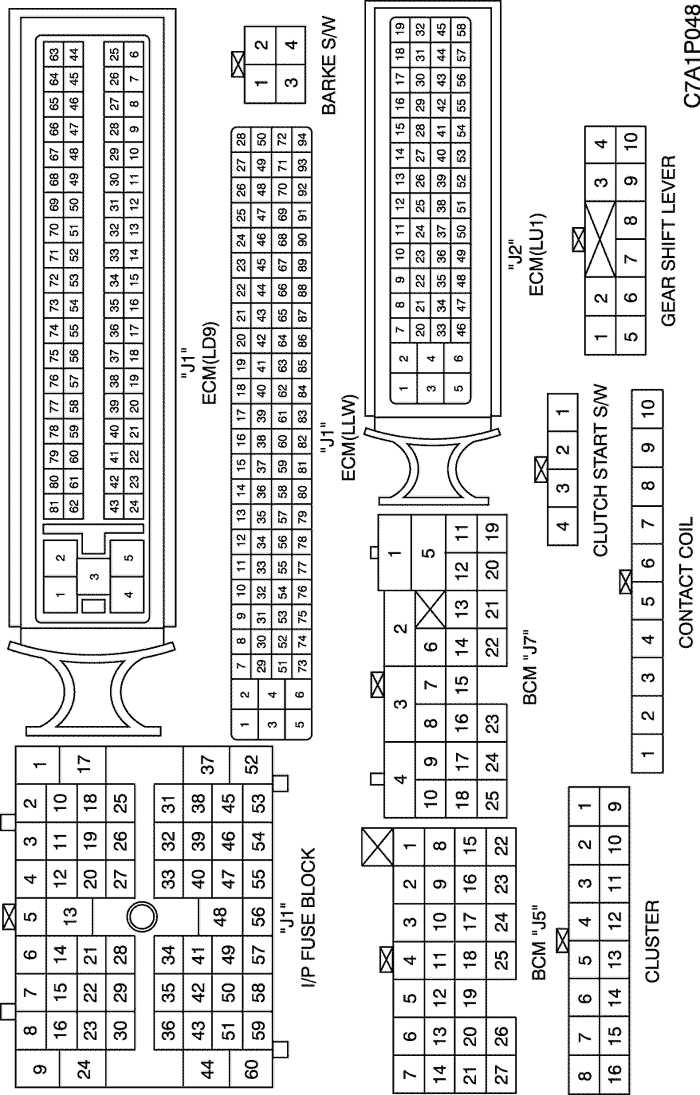 9 8 7 6 5 4 3 2 1
16 15 14 13 12 11 10 17
24 23 22 21 20 19 18
30 29 28 27 26 25
36 35 34 33 32 31
44 43 42 41 40 39 38 37
51 50 49 48 47 46 45
60 59 58 57 56 55 54 53 52
"J1"
I/P FUSE BLOCK
1 2 81 80 79 78 77 76 75 74 73 72 71 70 69 68 67 66 65 64 63
62 61 60 59 58 57 56 55 54 53 52 51 50 49 48 47 46 45 44
3
43 42 41 40 39 38 37 36 35 34 33 32 31 30 29 28 27 26 25
4 5 24 23 22 21 20 19 18 17 16 15 14 13 12 11 10 9 8 7 6
"J1"
ECM(LD9)
1 2 7 8 9 10 11 12 13 14 15 16 17 18 19 20 21 22 23 24 25 26 27 28
3 4 29 30 31 32 33 34 35 36 37 38 39 40 41 42 43 44 45 46 47 48 49 50
51 52 53 54 55 56 57 58 59 60 61 62 63 64 65 66 67 68 69 70 71 72
5 6 73 74 75 76 77 78 79 80 81 82 83 84 85 86 87 88 89 90 91 92 93 94
"J1"
ECM(LLW)
1 2
3 4
BARKE S/W
7 6 5 4 3 2 1
14 13 12 11 10 9 8
21 20 19 18 17 16 15
27 26 25 24 23 22
BCM "J5"
4 3 2 1
10 9 8 7 6 5
18 17 16 15 14 13 12 11
25 24 23 22 21 20 19
BCM "J7"
1 2 7 8 9 10 11 12 13 14 15 16 17 18 19
3 4 20 21 22 23 24 25 26 27 28 29 30 31 32
33 34 35 36 37 38 39 40 41 42 43 44 45
5 6 46 47 48 49 50 51 52 53 54 55 56 57 58
"J2"
ECM(LU1)
8 7 6 5 4 3 2 1
16 15 14 13 12 11 10 9
CLUSTER
1 2 3 4 5 6 7 8 9 10
CONTACT COIL
4 3 2 1
CLUTCH START S/W
1 2 3 4
5 6 7 8 9 10
GEAR SHIFT LEVER
C7A1P048